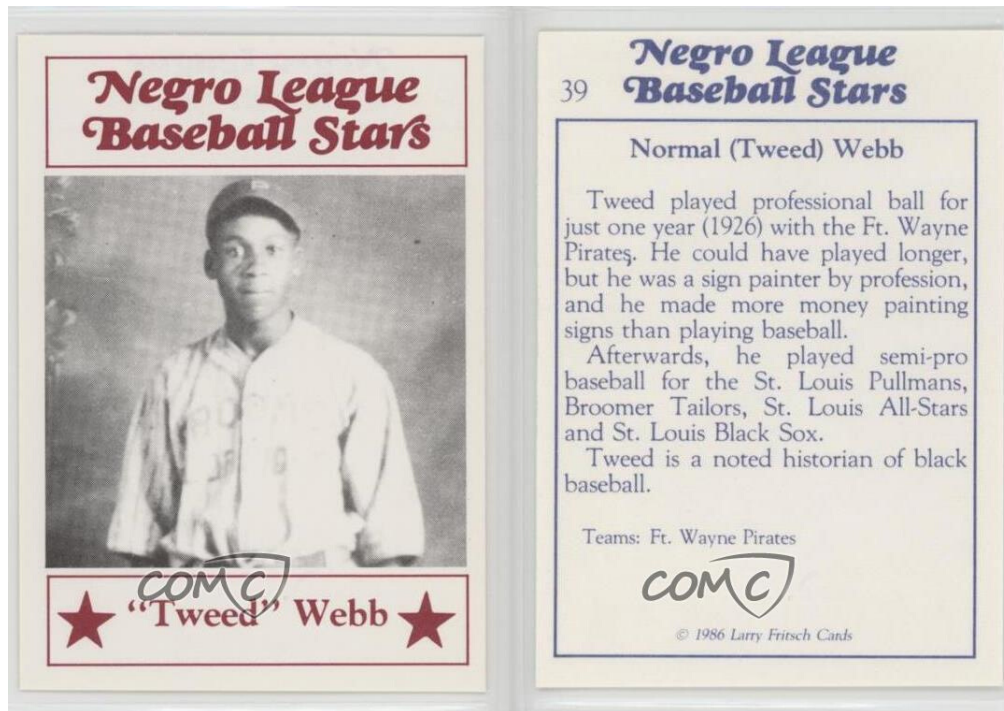 Negro League
Baseball Stars
COMC
"Tweed" Webb
39
Negro League
Baseball Stars
Normal (Tweed) Webb
Tweed played professional ball for
just one year (1926) with the Ft. Wayne
Pirates. He could have played longer,
but he was a sign painter by profession,
and he made more money painting
signs than playing baseball.
Afterwards, he played semi-pro
baseball for the St. Louis Pullmans,
Broomer Tailors, St. Louis All-Stars
and St. Louis Black Sox.
Tweed is a noted historian of black
baseball.
Teams: Ft. Wayne Pirates
COMC
© 1986 Larry Fritsch Cards